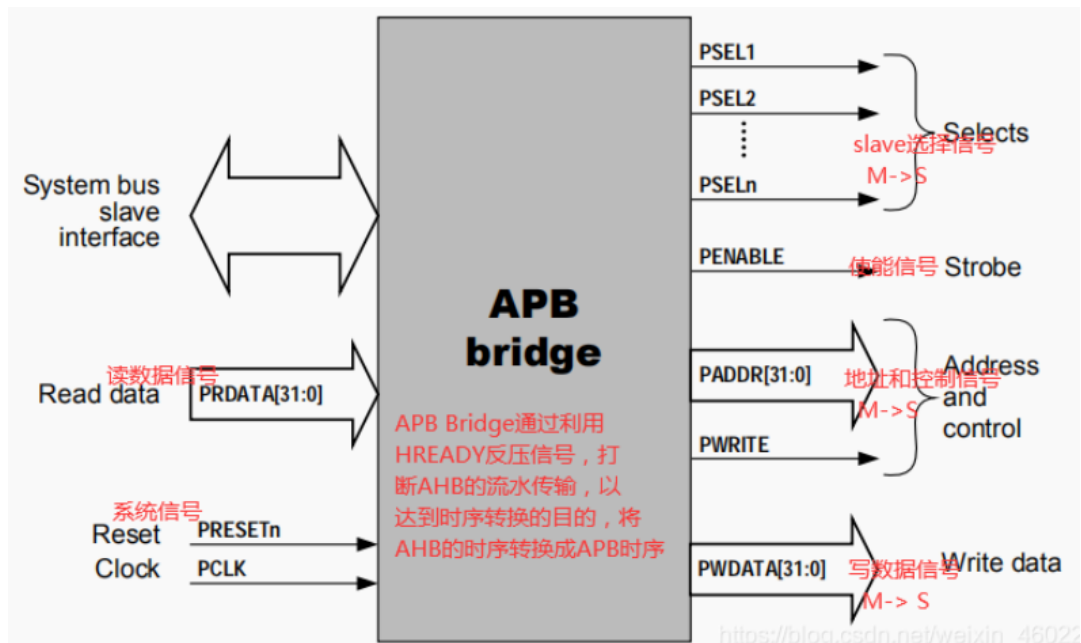 System bus
slave
interface
读数据信号
Read data
PRDATA[31:0]
系统信号
Reset
PRESETn
Clock
PCLK
APB
bridge
APB Bridge通过利用
HREADY反压信号，打
断AHB的流水传输，以
达到时序转换的目的，将
AHB的时序转换成APB时序
PSEL1
PSEL2
PSELn
Selects
slave选择信号
M->S
PENABLE
使能信号
Strobe
PADDR[31:0]
PWRITE
Address
and
control
地址和控制信号
M->S
PWDATA[31:0]
写数据信号
M-> S
Write data
https://blog.csdn.net/weixin_46022